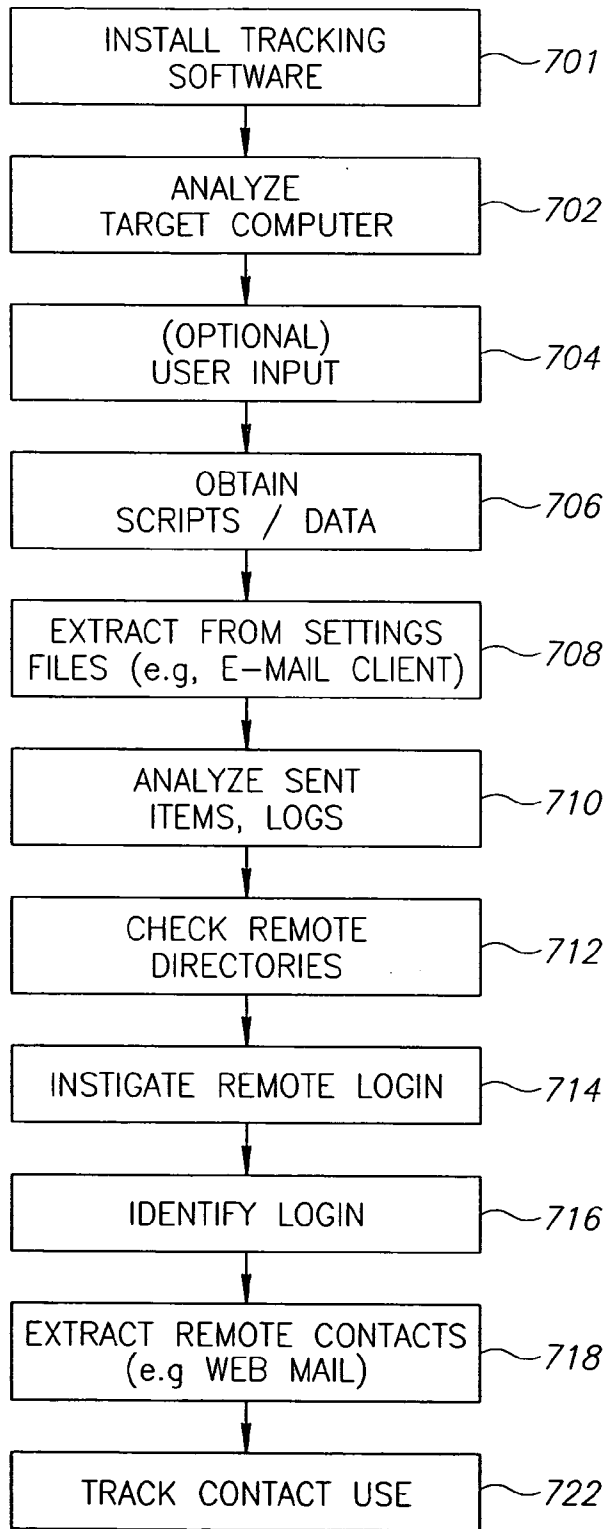 INSTALL TRACKING
SOFTWARE
701
ANALYZE
TARGET COMPUTER
702
(OPTIONAL)
USER INPUT
704
OBTAIN
SCRIPTS / DATA
706
EXTRACT FROM SETTINGS
FILES (e.g, E-MAIL CLIENT)
708
ANALYZE SENT
ITEMS, LOGS
710
CHECK REMOTE
DIRECTORIES
712
INSTIGATE REMOTE LOGIN
714
IDENTIFY LOGIN
716
EXTRACT REMOTE CONTACTS
(e.g WEB MAIL)
718
TRACK CONTACT USE
722